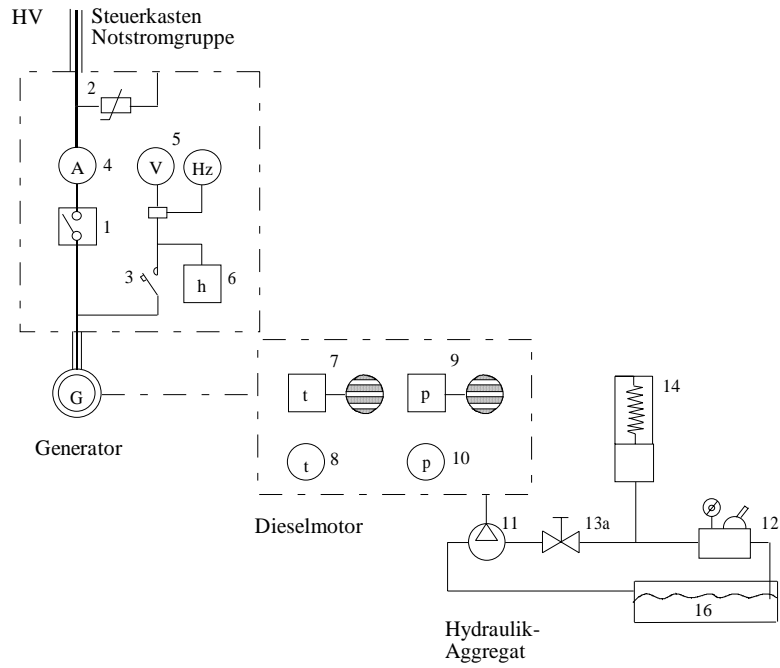 HV
Steuerkasten
Notstromgruppe
2
5
A
4
V
Hz
1
3
h
6
G
Generator
7
9
t
p
14
t
8
p
10
Dieselmotor
11
13a
12
16
Hydraulik-
Aggregat